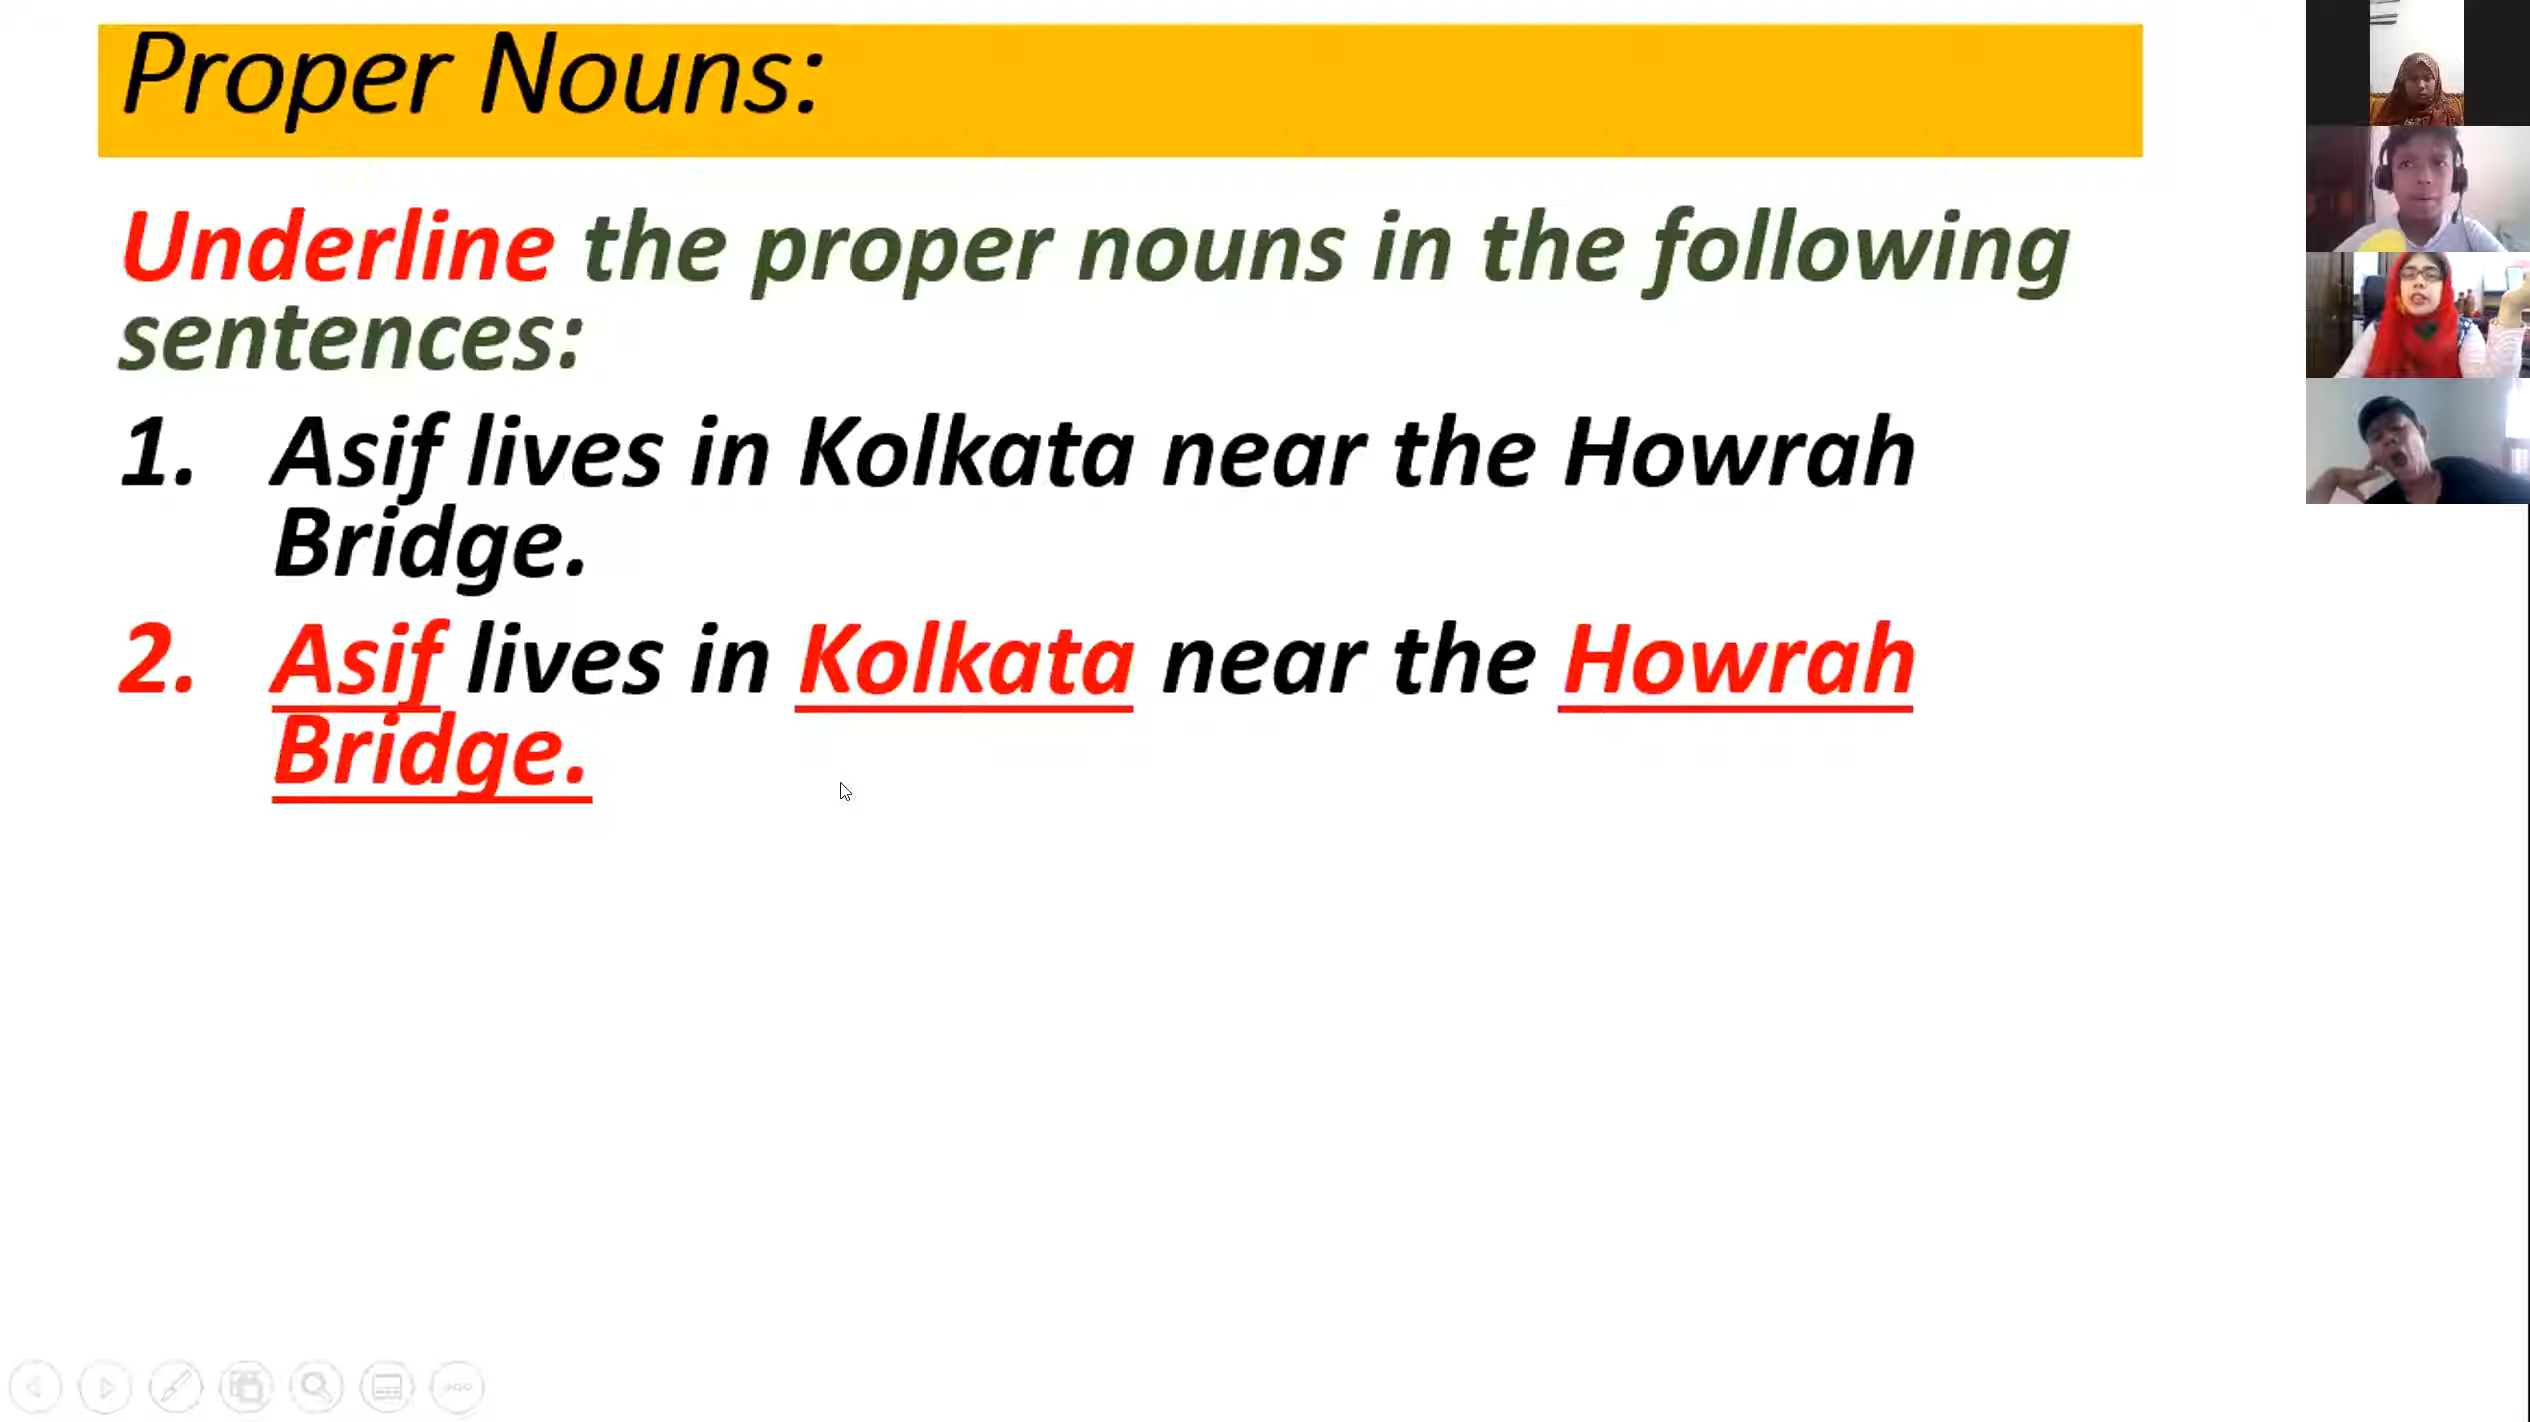 Proper Nouns:
Underline the proper nouns in the following
sentences:
1. Asif lives in Kolkata near the Howrah
Bridge.
2. Asif lives in Kolkata near the Howrah
Bridge.